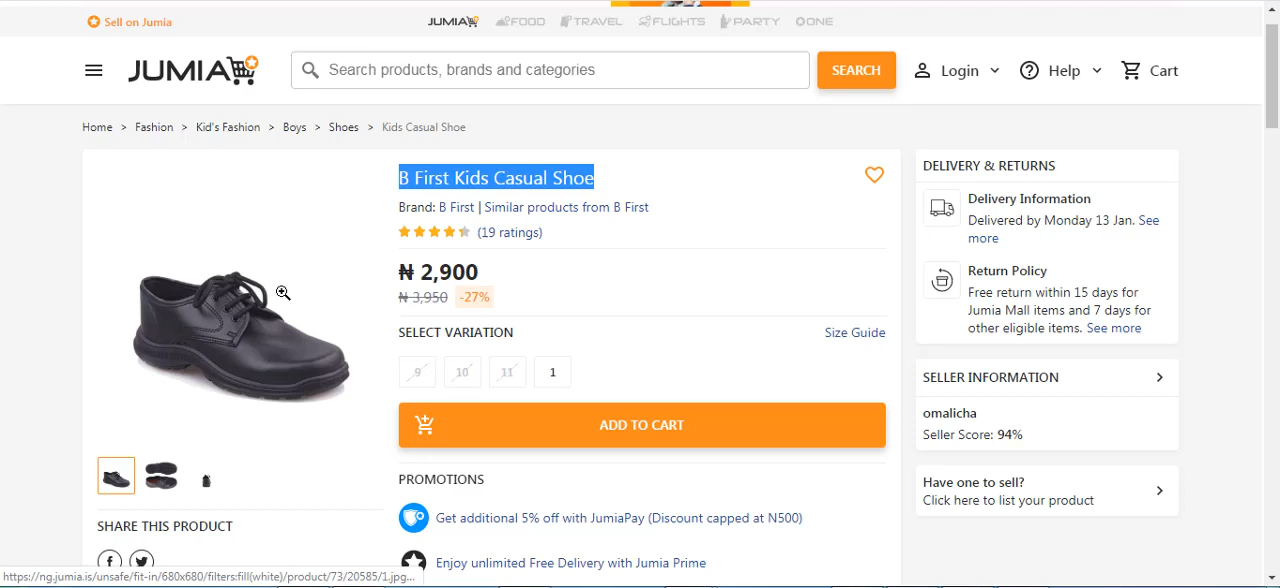 Sell on Jumia
JUMIA FOOD TRAVEL FLIGHTS PARTY ONE
JUMIA
Search products, brands and categories
SEARCH
Login
Help
Cart
Home > Fashion > Kid's Fashion > Boys > Shoes > Kids Casual Shoe
B First Kids Casual Shoe
Brand: B First | Similar products from B First
(19 ratings)
₦ 2,900
₦ 3,950 -27%
SELECT VARIATION
Size Guide
9 10 11 1
ADD TO CART
PROMOTIONS
Get additional 5% off with JumiaPay (Discount capped at N500)
Enjoy unlimited Free Delivery with Jumia Prime
SHARE THIS PRODUCT
DELIVERY & RETURNS
Delivery Information
Delivered by Monday 13 Jan. See
more
Return Policy
Free return within 15 days for
Jumia Mall items and 7 days for
other eligible items. See more
SELLER INFORMATION
omalicha
Seller Score: 94%
Have one to sell?
Click here to list your product
https://ng.jumia.is/unsafe/fit-in/680x680/filters:fill(white)/product/73/20585/1.jpg...